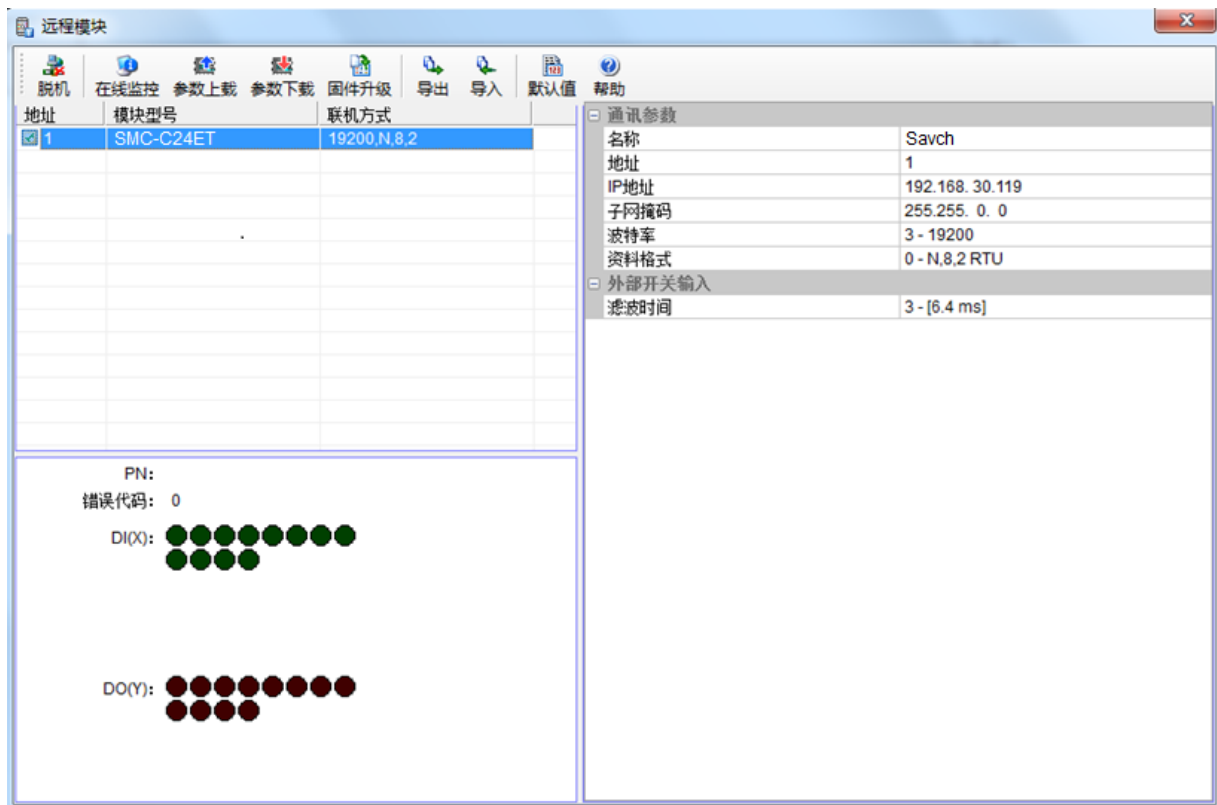 远程模块
脱机 在线监控 参数上载 参数下载 固件升级 导出 导入 默认值 帮助
地址 模块型号 联机方式
1 SMC-C24ET 19200,N,8,2
通讯参数
名称 Savch
地址 1
IP地址 192.168. 30.119
子网掩码 255.255. 0. 0
波特率 3 - 19200
资料格式 0 - N,8,2 RTU
外部开关输入
滤波时间 3 - [6.4 ms]
PN:
错误代码: 0
DI(X):
DO(Y):